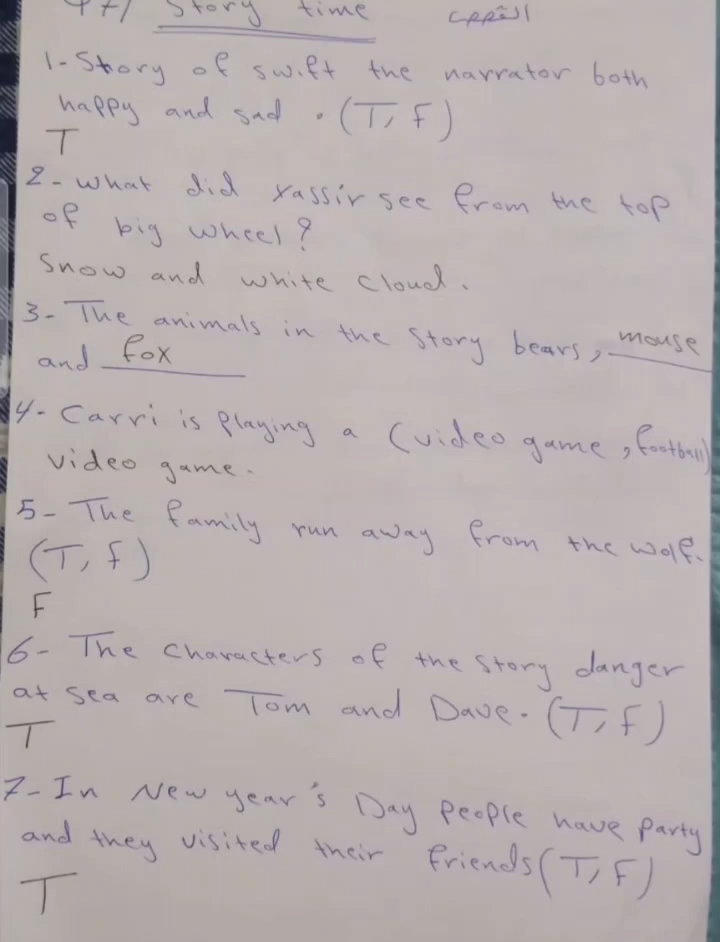 Story time القصص
1- Story of swift the narrator both
happy and sad . (T, F)
T
2- what did yassir see from the top
of big wheel?
Snow and white cloud.
3- The animals in the story bears, mouse
and fox
4- Carri is playing a (video game, football)
video game.
5- The family run away from the wolf.
(T, f)
F
6- The characters of the story danger
at sea are Tom and Dave. (T, F)
T
7- In New year's Day people have party
and they visited their friends (T, F)
T